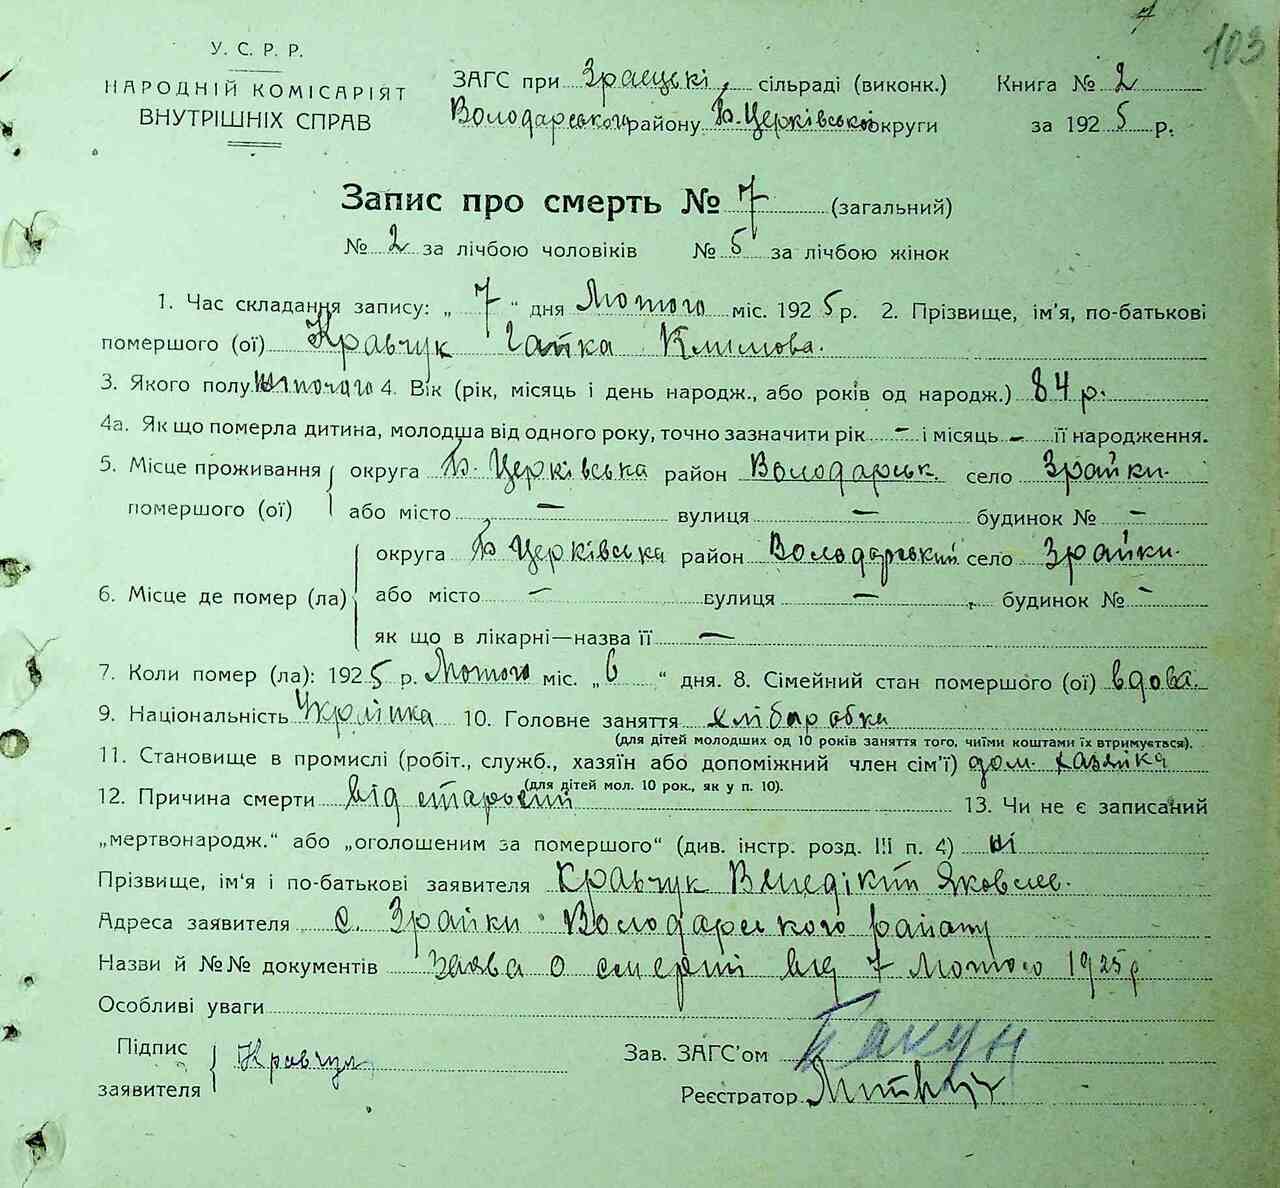 7
103
У. С. Р. Р.
НАРОДНІЙ КОМІСАРІЯТ
ВНУТРІШНІХ СПРАВ
ЗАГС при Зраєцькі сільраді (виконк.) Книга № 2
Володарського району Б. Церківської округи за 1925 р.
Запис про смерть № 7 (загальний)
№ 2 за лічбою чоловіків № 5 за лічбою жінок
1. Час складання запису: „ 7 " дня Лютого міс. 1925 р. 2. Прізвище, ім'я, по-батькові
помершого (ої) Кравчук Гапка Климова.
3. Якого полу жіночого 4. Вік (рік, місяць і день народж., або років од народж.) 84 р.
4а. Як що померла дитина, молодша від одного року, точно зазначити рік – і місяць – її народження.
5. Місце проживання округа Б. Церківська район Володарськ. село Зрайки.
помершого (ої) або місто — вулиця — будинок № –
округа Б Церківська район Володарський село Зрайки.
6. Місце де помер (ла) або місто — вулиця — будинок № –
як що в лікарні—назва її —
7. Коли помер (ла): 1925 р. Лютого міс. „ 6 " дня. 8. Сімейний стан помершого (ої) вдова.
9. Національність Українка 10. Головне заняття хліборобка
(для дітей молодших од 10 років заняття того, чиїми коштами їх втримується).
11. Становище в промислі (робіт., служб., хазяїн або допоміжний член сім'ї) дом. хазяйка
(для дітей мол. 10 рок., як у п. 10).
12. Причина смерти від старости 13. Чи не є записаний
„мертвонародж." або „оголошеним за помершого" (див. інстр. розд. III п. 4) ні
Прізвище, ім'я і по-батькові заявителя Кравчук Венедікт Яковлев.
Адреса заявителя с. Зрайки Володарського району
Назви й №№ документів Заява о смерті від 7 Лютого 1925 р
Особливі уваги
Підпис
заявителя Кравчук
Зав. ЗАГС'ом Бакун
Реєстратор